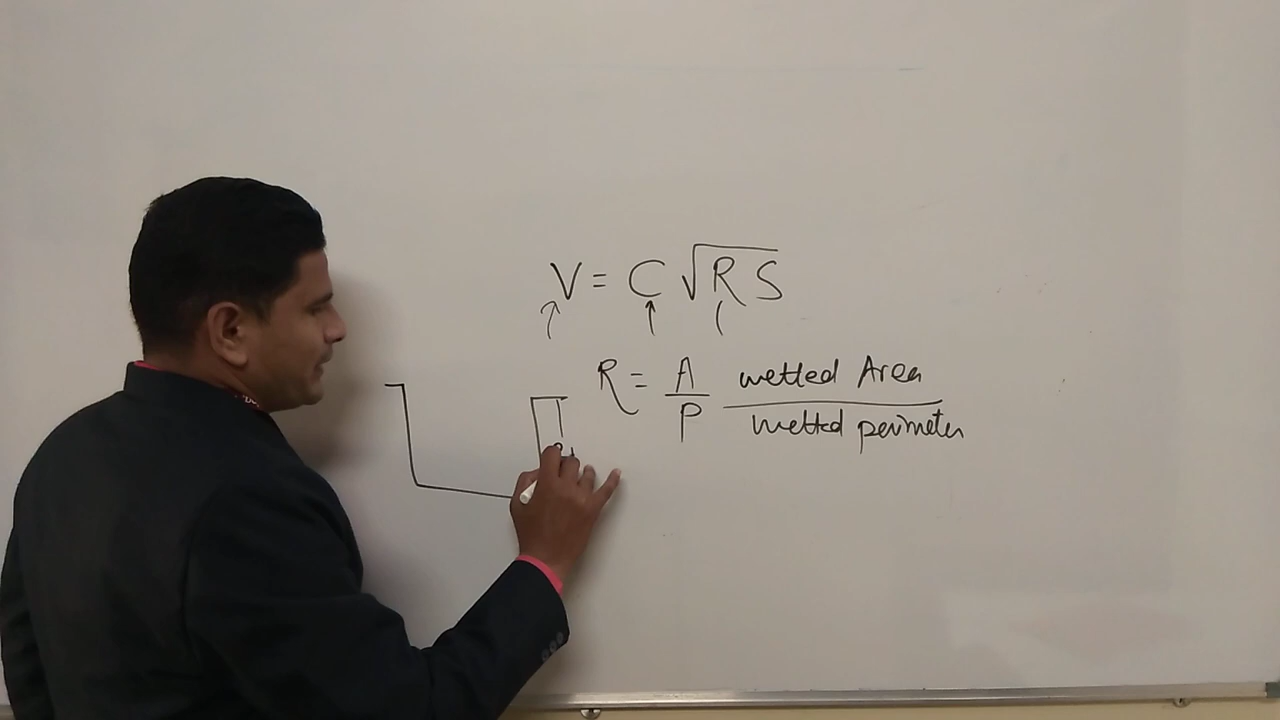 V = C √RS
R = A/P wetted Area / wetted perimeter